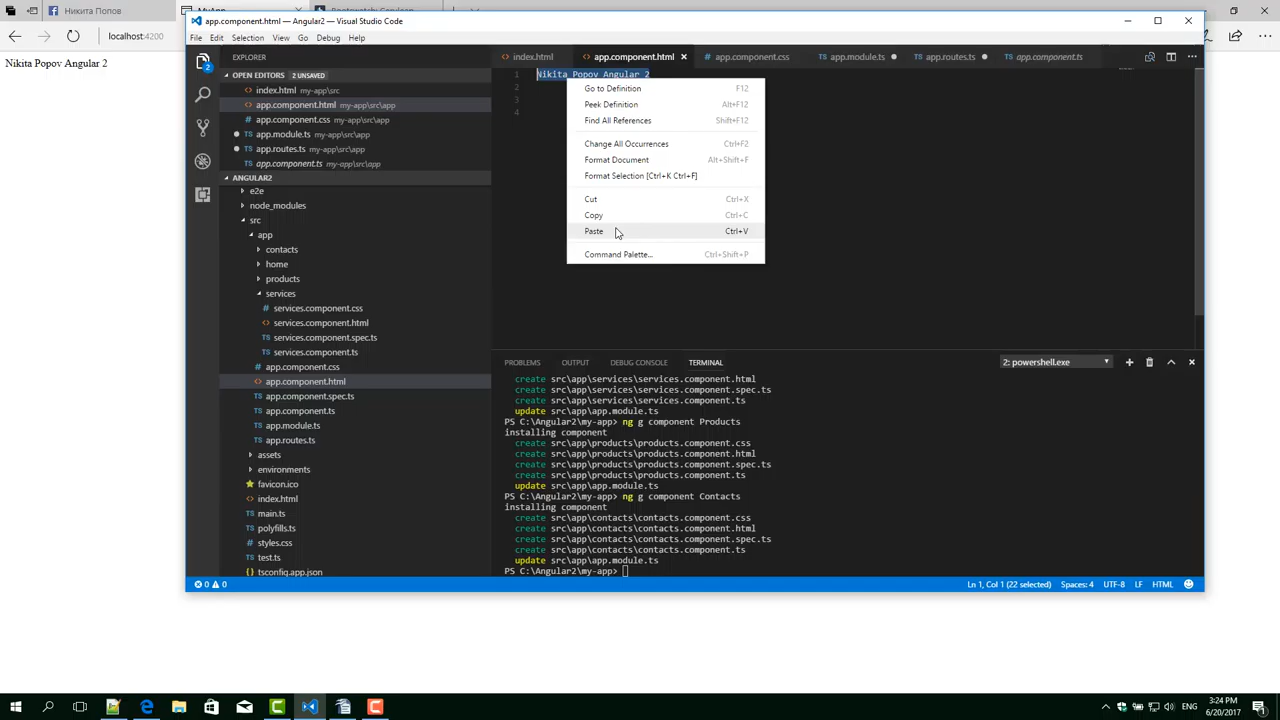 Никита Попов
app.component.html — Angular2 — Visual Studio Code
localhost:4200
Nikita Popov Angular 2
File Edit Selection View Go Debug Help
EXPLORER
OPEN EDITORS 2 UNSAVED
index.html my-app\src
app.component.html my-app\src\app
app.component.css my-app\src\app
app.module.ts my-app\src\app
app.routes.ts my-app\src\app
app.component.ts my-app\src\app
ANGULAR2
e2e
node_modules
src
app
contacts
home
products
services
services.component.css
services.component.html
services.component.spec.ts
services.component.ts
app.component.css
app.component.html
app.component.spec.ts
app.component.ts
app.module.ts
app.routes.ts
assets
environments
favicon.ico
index.html
main.ts
polyfills.ts
styles.css
test.ts
tsconfig.app.json
2
index.html app.component.html app.component.css app.module.ts app.routes.ts app.component.ts
1 Nikita Popov Angular 2
2
3
4
Go to Definition F12
Peek Definition Alt+F12
Find All References Shift+F12
Change All Occurrences Ctrl+F2
Format Document Alt+Shift+F
Format Selection [Ctrl+K Ctrl+F]
Cut Ctrl+X
Copy Ctrl+C
Paste Ctrl+V
Command Palette... Ctrl+Shift+P
PROBLEMS OUTPUT DEBUG CONSOLE TERMINAL 2: powershell.exe
create src\app\services\services.component.html
create src\app\services\services.component.spec.ts
create src\app\services\services.component.ts
update src\app\app.module.ts
PS C:\Angular2\my-app> ng g component Products
installing component
create src\app\products\products.component.css
create src\app\products\products.component.html
create src\app\products\products.component.spec.ts
create src\app\products\products.component.ts
update src\app\app.module.ts
PS C:\Angular2\my-app> ng g component Contacts
installing component
create src\app\contacts\contacts.component.css
create src\app\contacts\contacts.component.html
create src\app\contacts\contacts.component.spec.ts
create src\app\contacts\contacts.component.ts
update src\app\app.module.ts
PS C:\Angular2\my-app>
0 0 Ln 1, Col 1 (22 selected) Spaces: 4 UTF-8 LF HTML
3:24 PM
6/20/2017